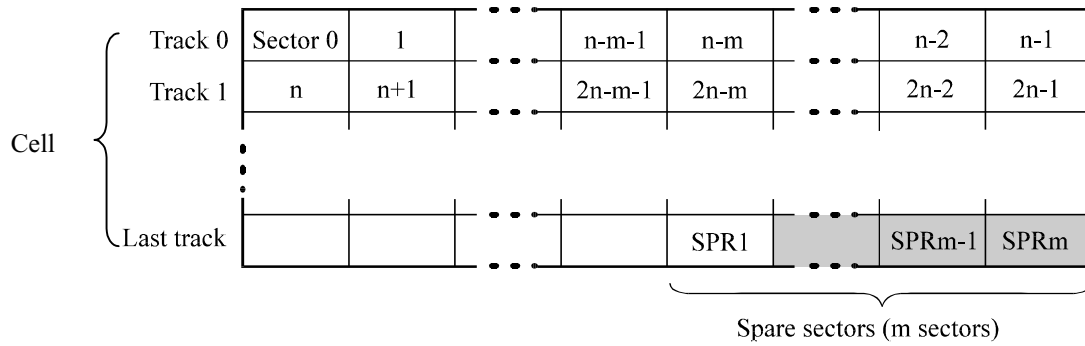 Track 0 Sector 0 1 n-m-1 n-m n-2 n-1
Track 1 n n+1 2n-m-1 2n-m 2n-2 2n-1
Cell
Last track SPR1 SPRm-1 SPRm
Spare sectors (m sectors)